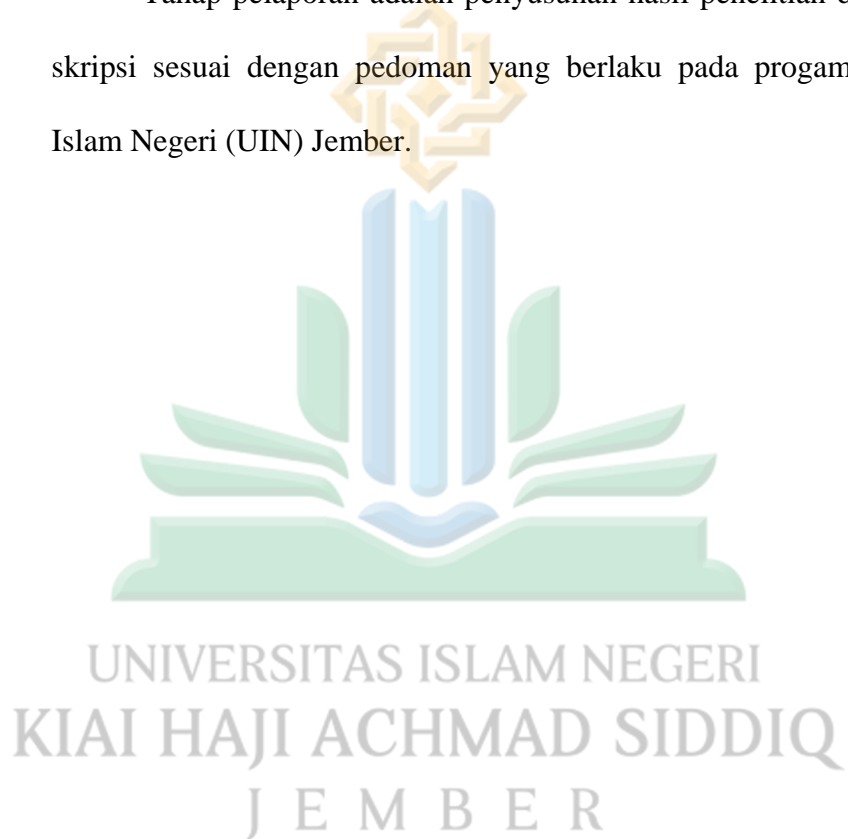 Tahap pelaporan adalah penyusunan hasil penelitian
skripsi sesuai dengan pedoman yang berlaku pada progam
Islam Negeri (UIN) Jember.
UNIVERSITAS ISLAM NEGERI
KIAI HAJI ACHMAD SIDDIQ
JEMBER